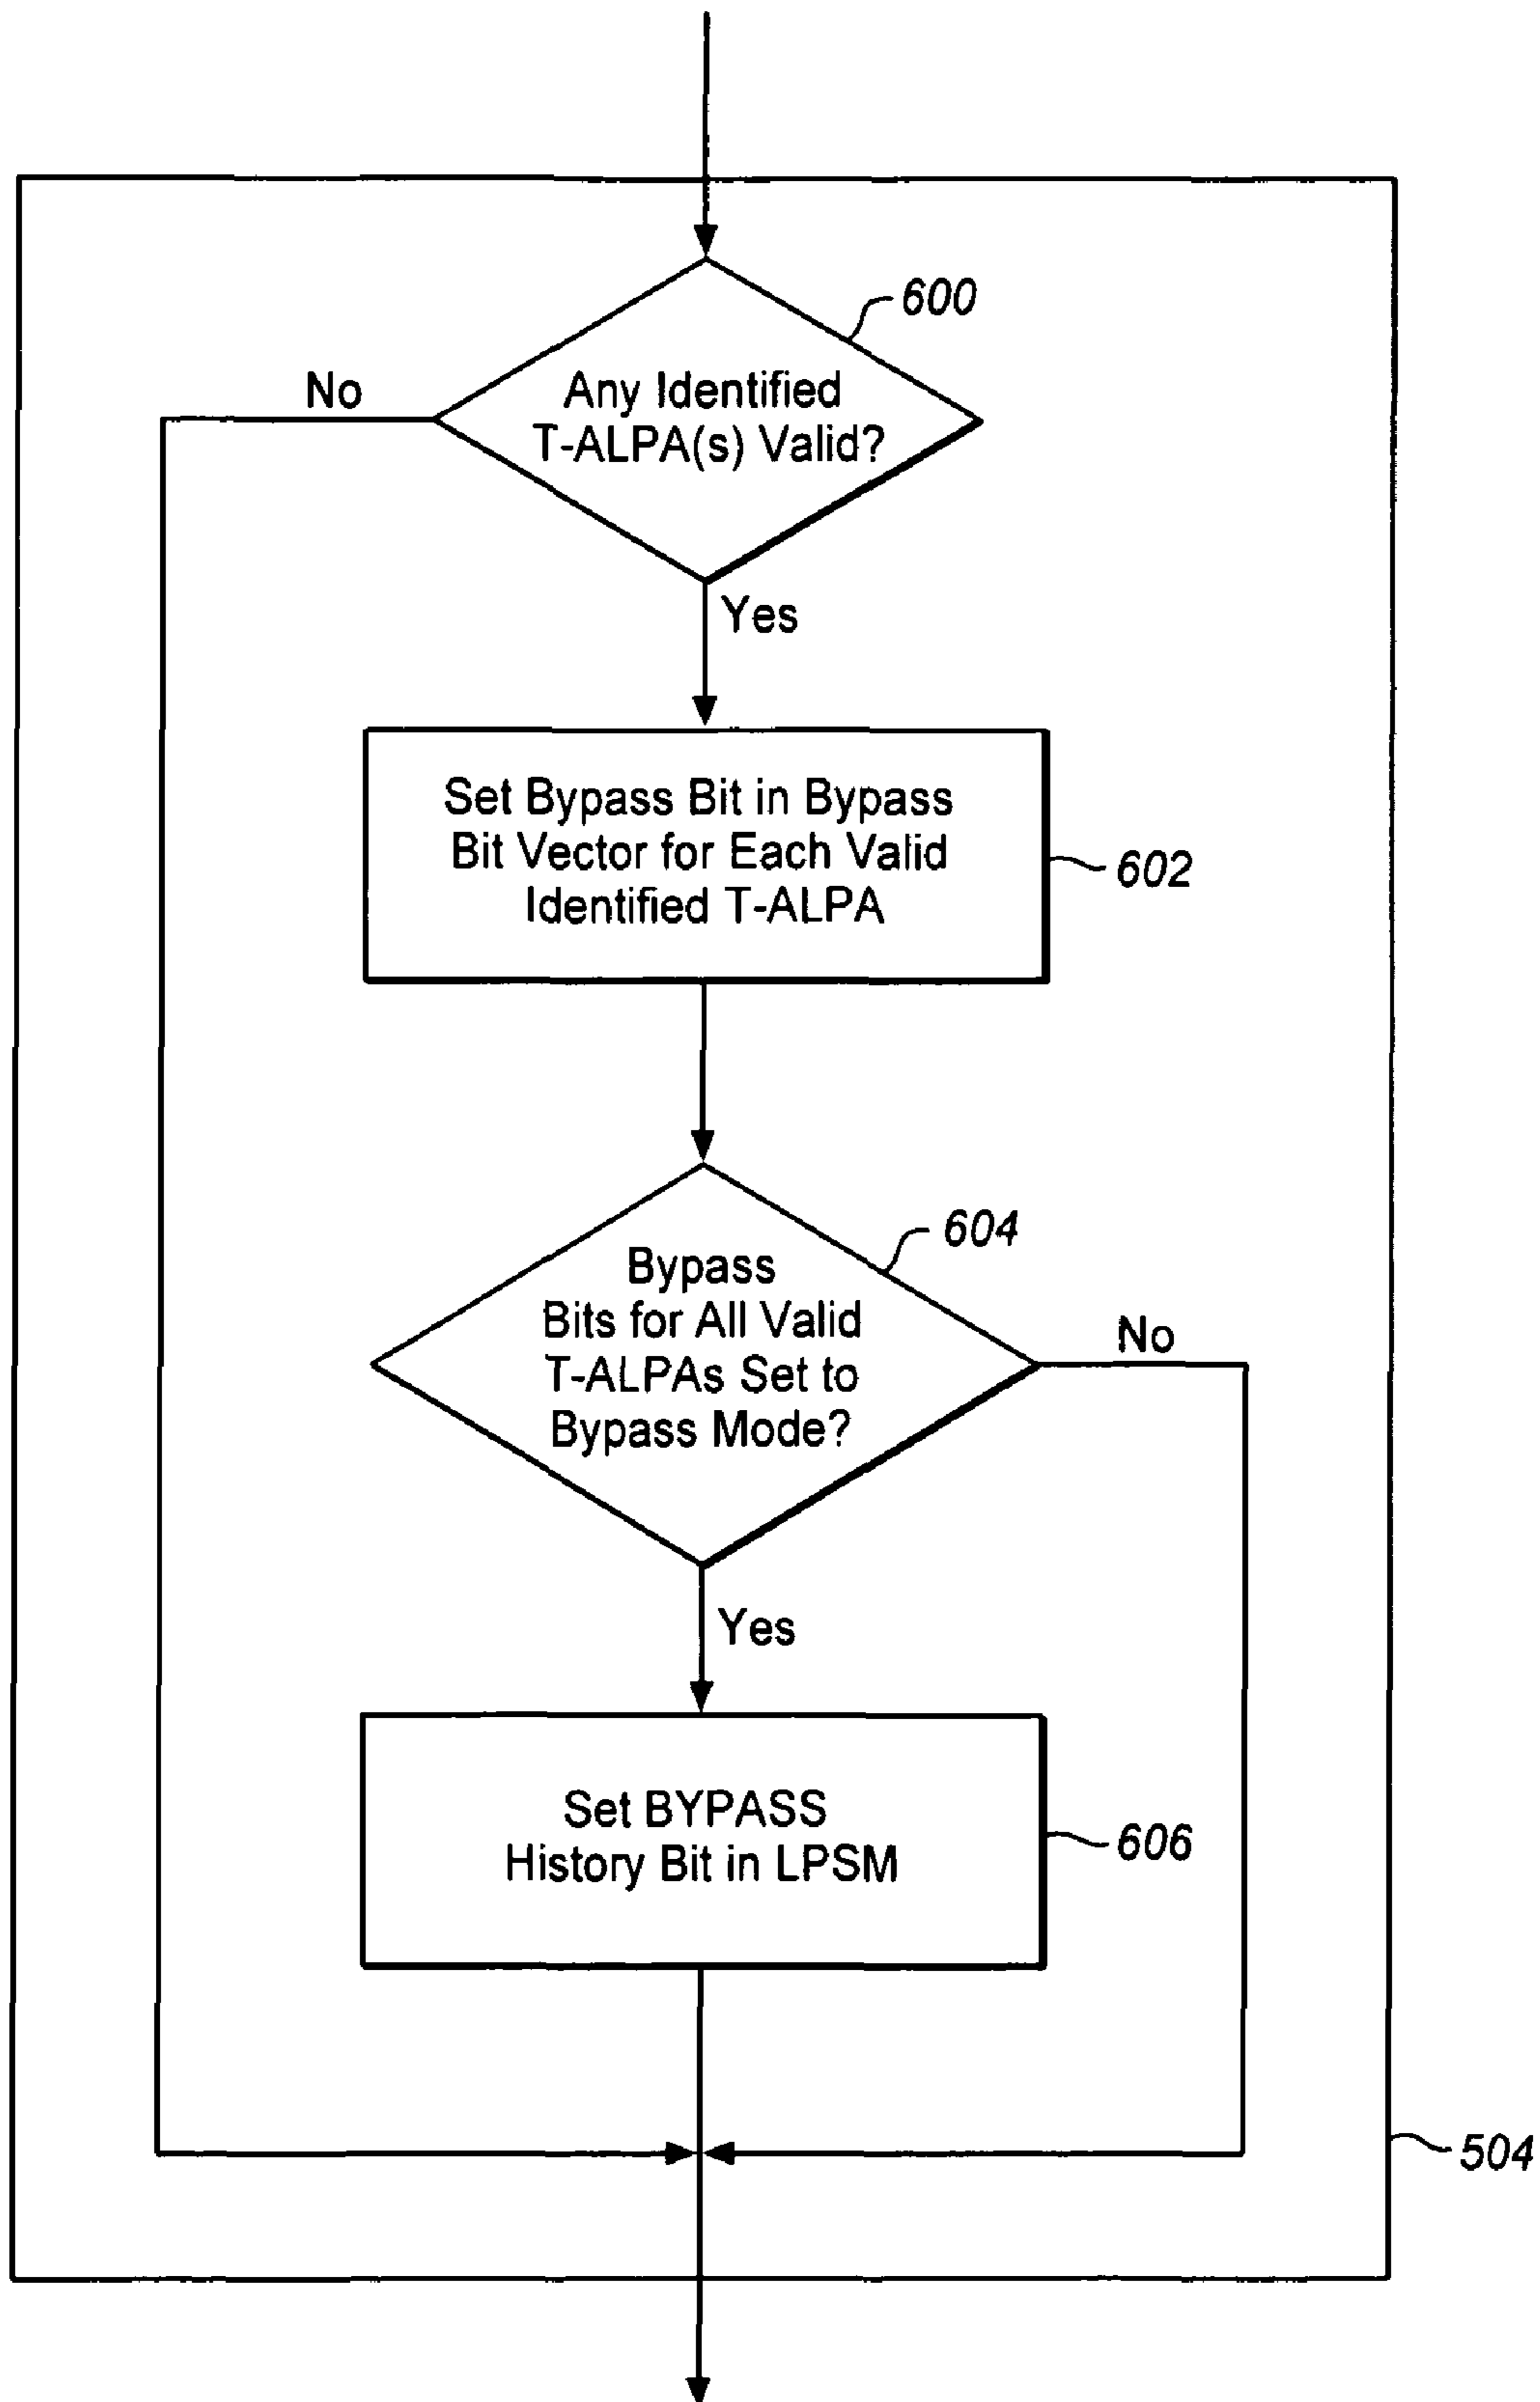 600
No
Any Identified
T-ALPA(s) Valid?
Yes
Set Bypass Bit in Bypass
Bit Vector for Each Valid
Identified T-ALPA
602
604
Bypass
Bits for All Valid
T-ALPAs Set to
Bypass Mode?
No
Yes
Set BYPASS
History Bit in LPSM
606
504